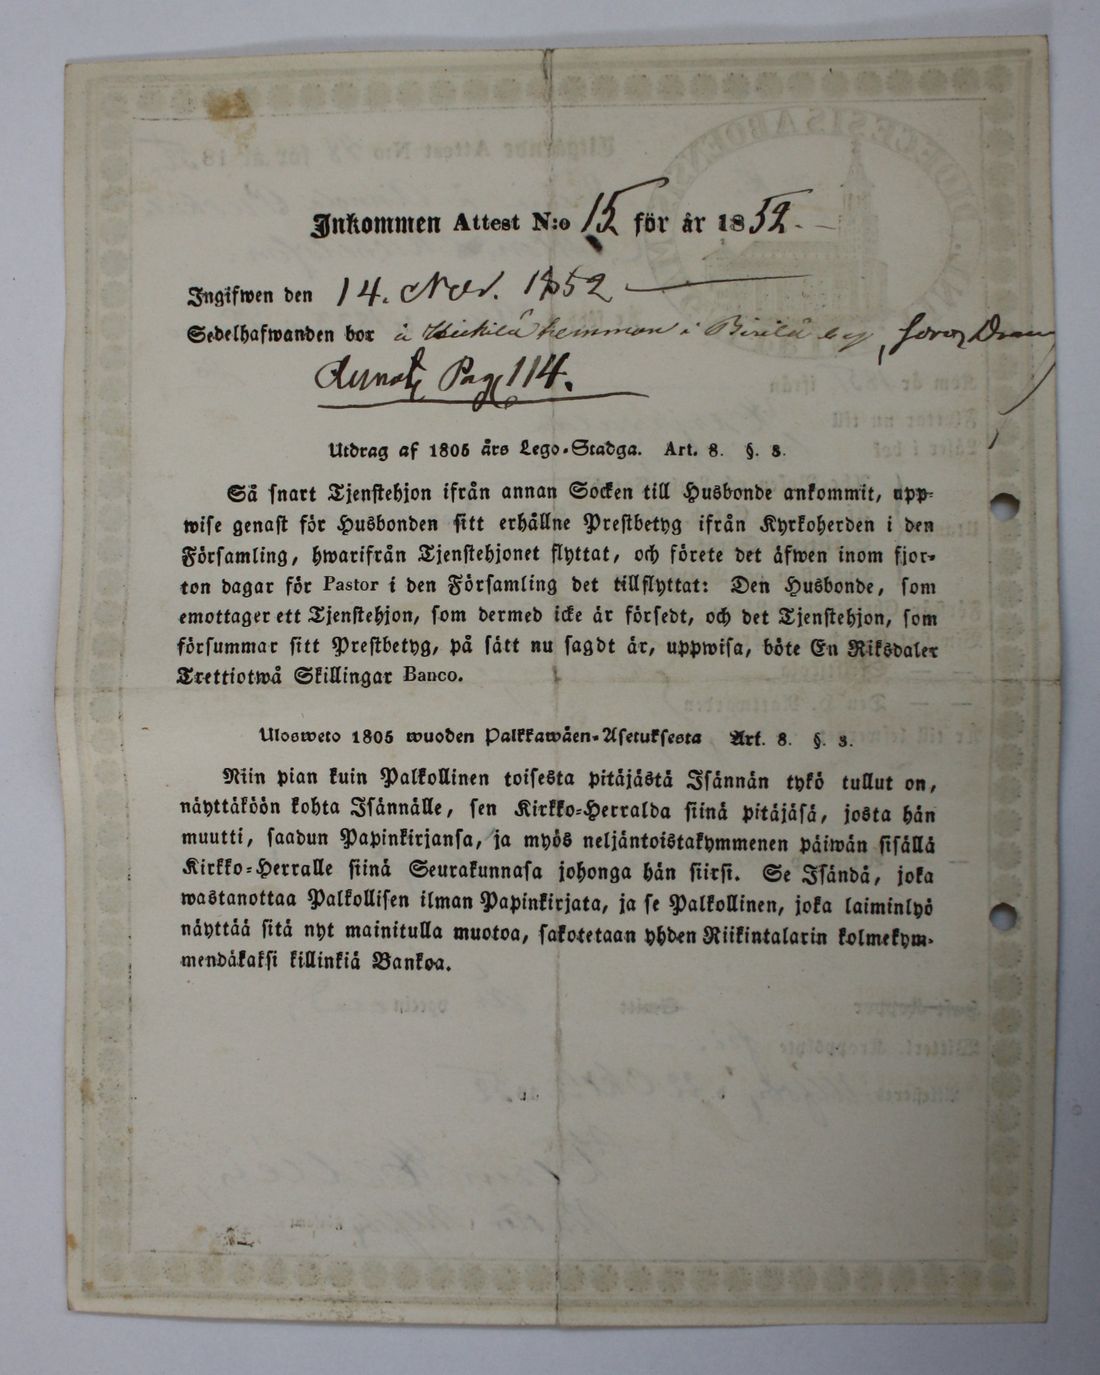 Inkommen Attest N:o 15 för år 1852.
Ingifwen den 14. Nov. 1852
Sedelhafwanden bor å Heikilä hemman i Pirilä by,
Pag 114.
Utdrag af 1805 års Lego-Stadga. Art. 8. §. 8.
Så snart Tjenstehjon ifrån annan Socken till Husbonde ankommit, upp-
wise genast för Husbonden sitt erhållne Prestbetyg ifrån Kyrkoherden i den
Församling, hwarifrån Tjenstehjonet flyttat, och förete det äfwen inom fjor-
ton dagar för Pastor i den Församling det tillflyttat: Den Husbonde, som
emottager ett Tjenstehjon, som dermed icke är försedt, och det Tjenstehjon, som
försummar sitt Prestbetyg, på sätt nu sagdt är, uppwisa, böte En Riksdaler
Trettiotwå Skillingar Banco.
Ulosweto 1805 wuoden Palkkawäen-Asetuksesta Art. 8. §. 8.
Niin pian kuin Palkollinen toisesta pitäjästä Isännän tykö tullut on,
näyttäköön kohta Isännälle, sen Kirkko-Herralda siinä pitäjäsä, josta hän
muutti, saadun Papinkirjansa, ja myös neljäntoistakymmenen päiwän sisällä
Kirkko-Herralle siinä Seurakunnasa johonga hän siirsi. Se Isändä, joka
wastanottaa Palkollisen ilman Papinkirjata, ja se Palkollinen, joka laiminlyö
näyttää sitä nyt mainitulla muotoa, sakotetaan yhden Riikintalarin kolmekym-
mendäkaksi killinkiä Bankoa.